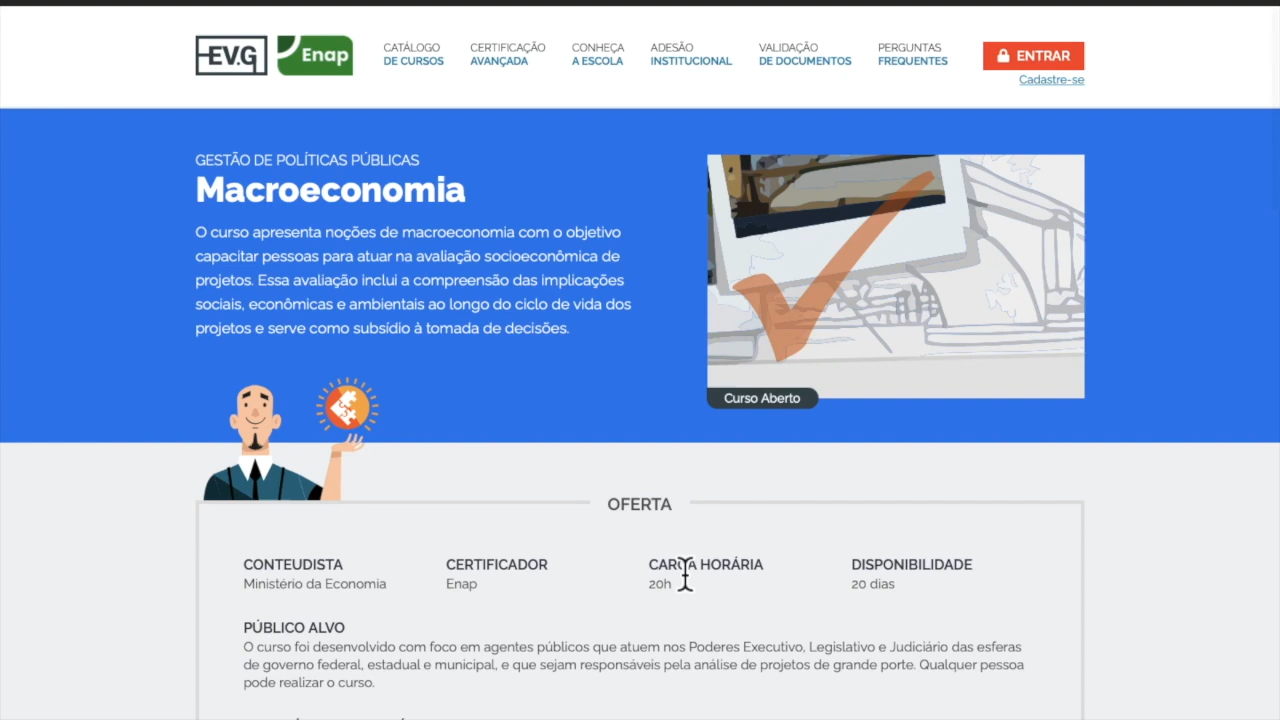 EV.G
Enap
CATÁLOGO
DE CURSOS
CERTIFICAÇÃO
AVANÇADA
CONHEÇA
A ESCOLA
ADESÃO
INSTITUCIONAL
VALIDAÇÃO
DE DOCUMENTOS
PERGUNTAS
FREQUENTES
ENTRAR
Cadastre-se
GESTÃO DE POLÍTICAS PÚBLICAS
Macroeconomia
O curso apresenta noções de macroeconomia com o objetivo
capacitar pessoas para atuar na avaliação socioeconômica de
projetos. Essa avaliação inclui a compreensão das implicações
sociais, econômicas e ambientais ao longo do ciclo de vida dos
projetos e serve como subsídio à tomada de decisões.
Curso Aberto
OFERTA
CONTEUDISTA
Ministério da Economia
CERTIFICADOR
Enap
CARGA HORÁRIA
20h
DISPONIBILIDADE
20 dias
PÚBLICO ALVO
O curso foi desenvolvido com foco em agentes públicos que atuem nos Poderes Executivo, Legislativo e Judiciário das esferas
de governo federal, estadual e municipal, e que sejam responsáveis pela análise de projetos de grande porte. Qualquer pessoa
pode realizar o curso.